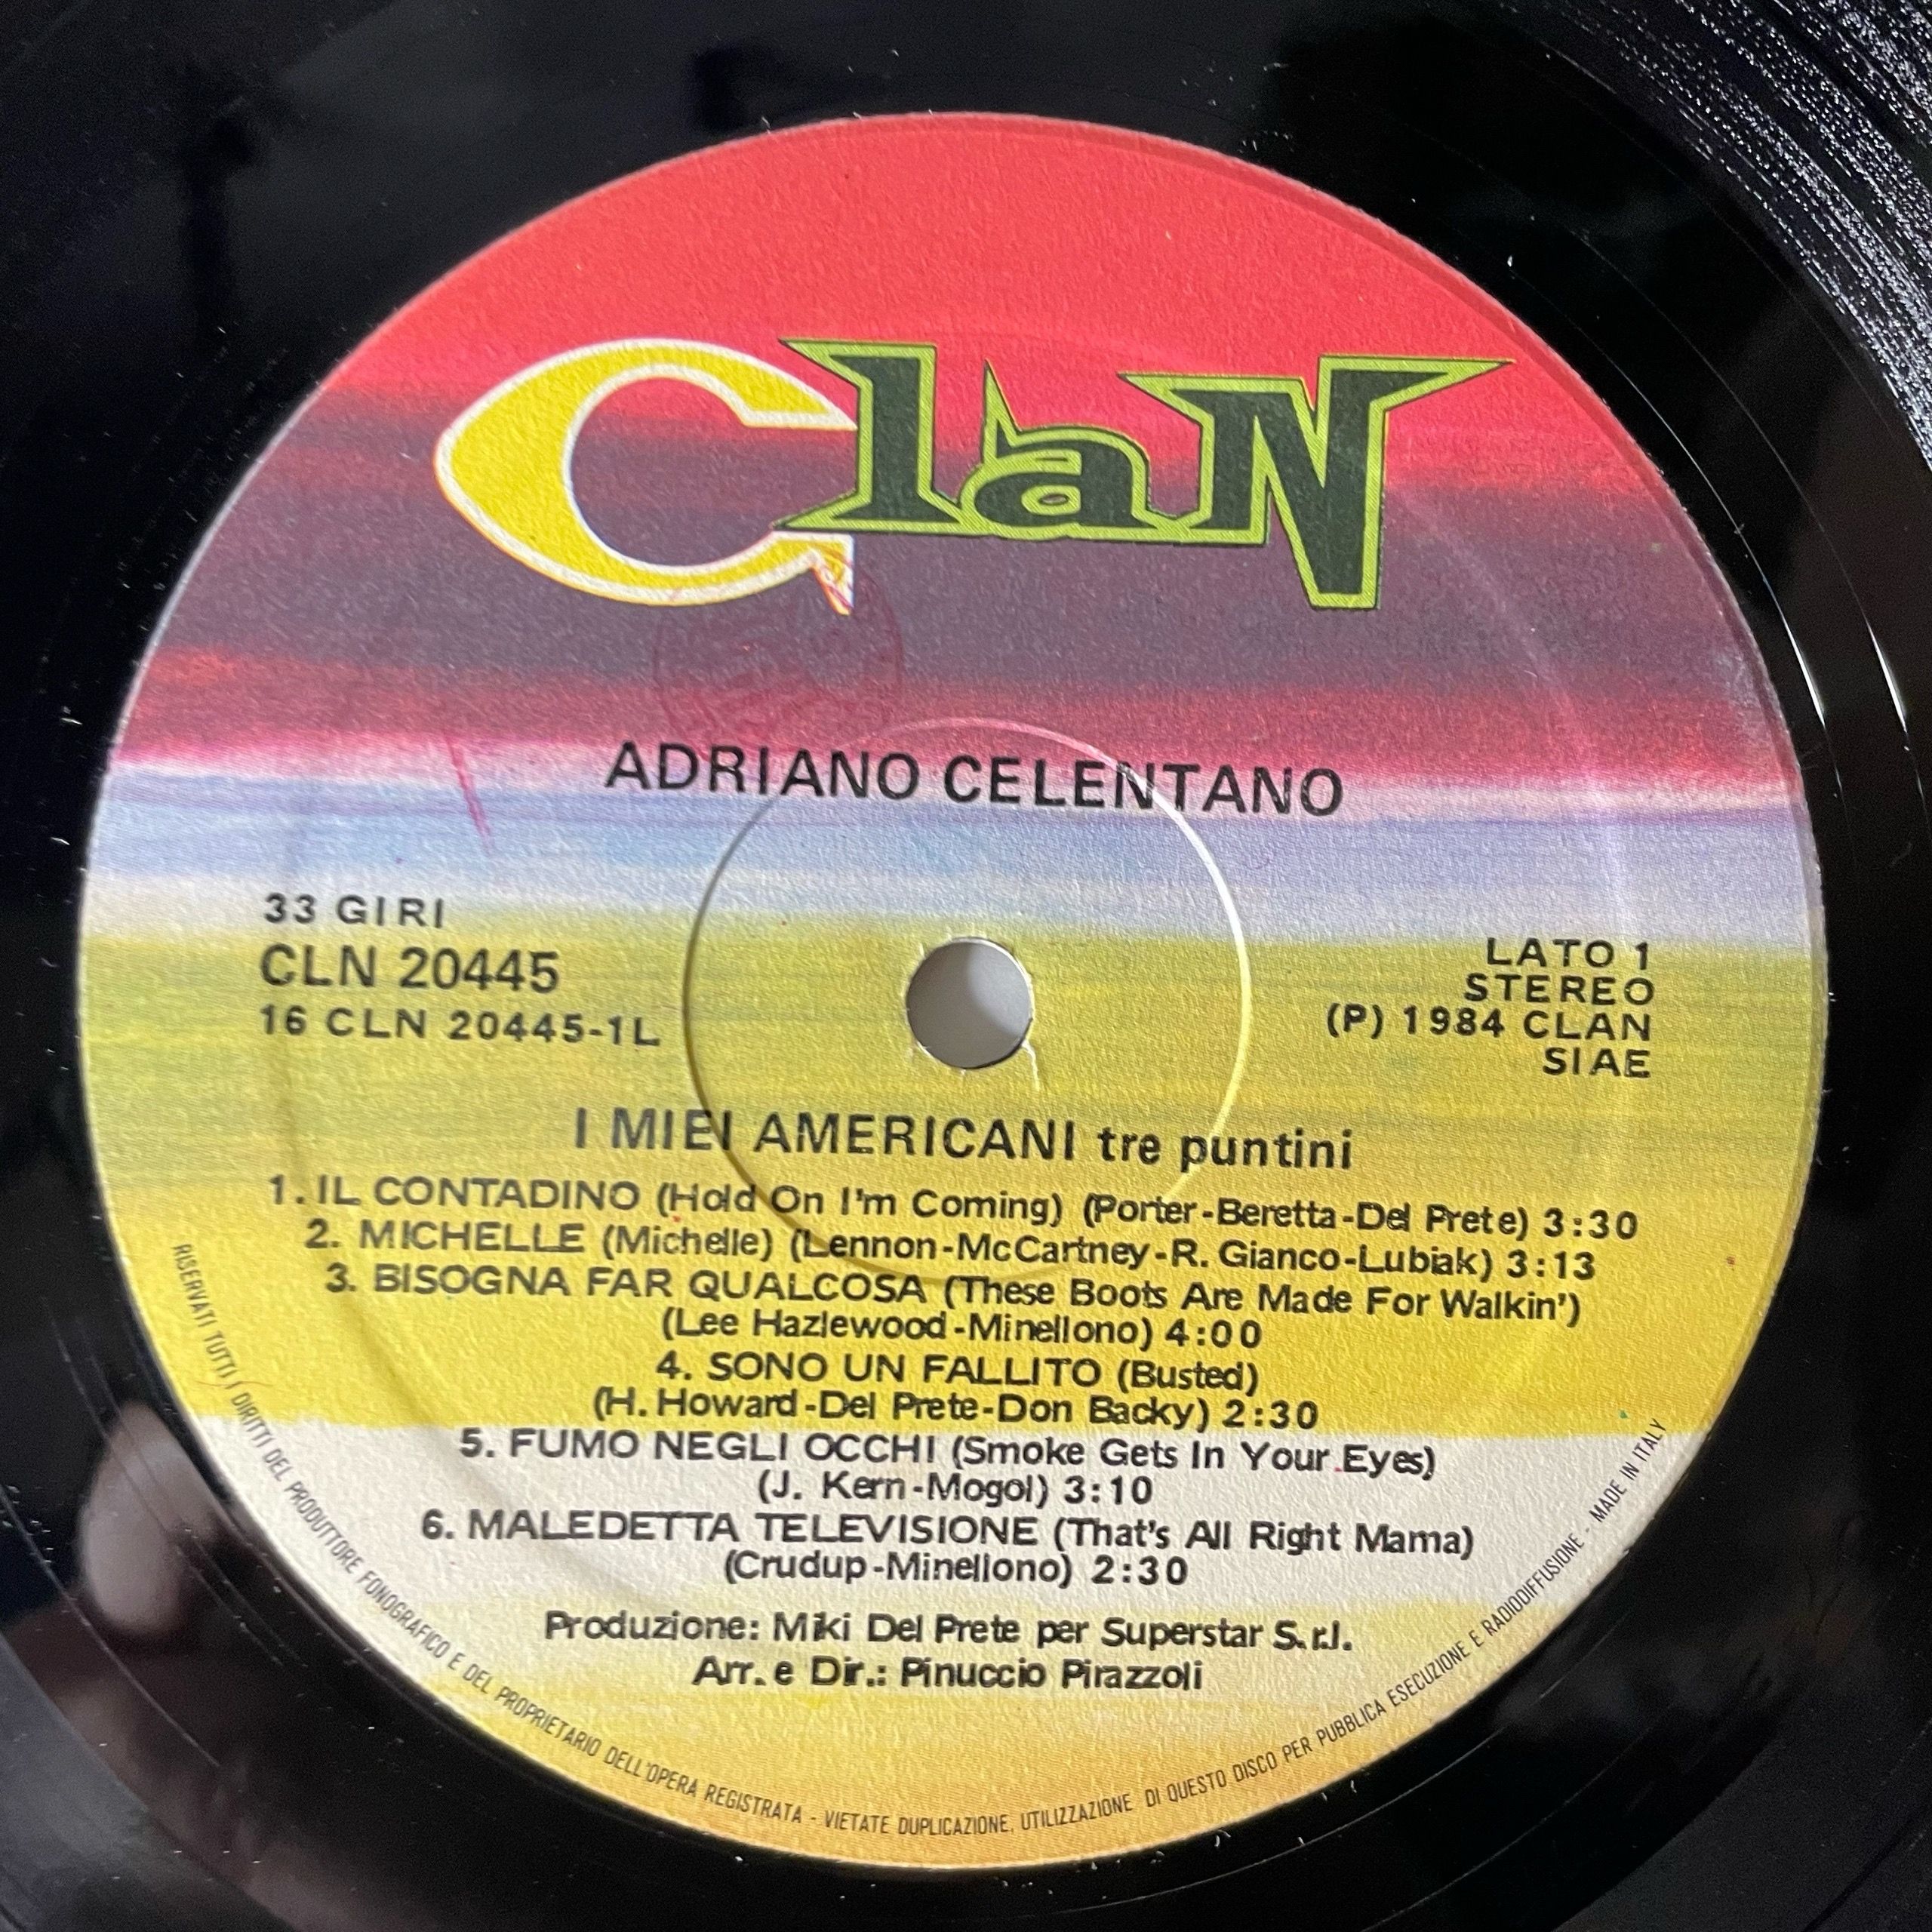 Clan
ADRIANO CELENTANO
33 GIRI
CLN 20445
16 CLN 20445-1L
LATO 1
STEREO
(P) 1984 CLAN
SIAE
I MIEI AMERICANI tre puntini
1. IL CONTADINO (Hold On I'm Coming) (Porter-Beretta-Del Prete) 3:30
2. MICHELLE (Michelle) (Lennon-McCartney-R. Gianco-Lubiak) 3:13
3. BISOGNA FAR QUALCOSA (These Boots Are Made For Walkin')
(Lee Hazlewood-Minellono) 4:00
4. SONO UN FALLITO (Busted)
(H. Howard-Del Prete-Don Backy) 2:30
5. FUMO NEGLI OCCHI (Smoke Gets In Your Eyes)
(J. Kern-Mogol) 3:10
6. MALEDETTA TELEVISIONE (That's All Right Mama)
(Crudup-Minellono) 2:30
Produzione: Miki Del Prete per Superstar S.r.l.
Arr. e Dir.: Pinuccio Pirazzoli
RISERVATI TUTTI I DIRITTI DEL PRODUTTORE FONOGRAFICO E DEL PROPRIETARIO DELL'OPERA REGISTRATA - VIETATE DUPLICAZIONE, UTILIZZAZIONE DI QUESTO DISCO PER PUBBLICA ESECUZIONE E RADIODIFFUSIONE - MADE IN ITALY